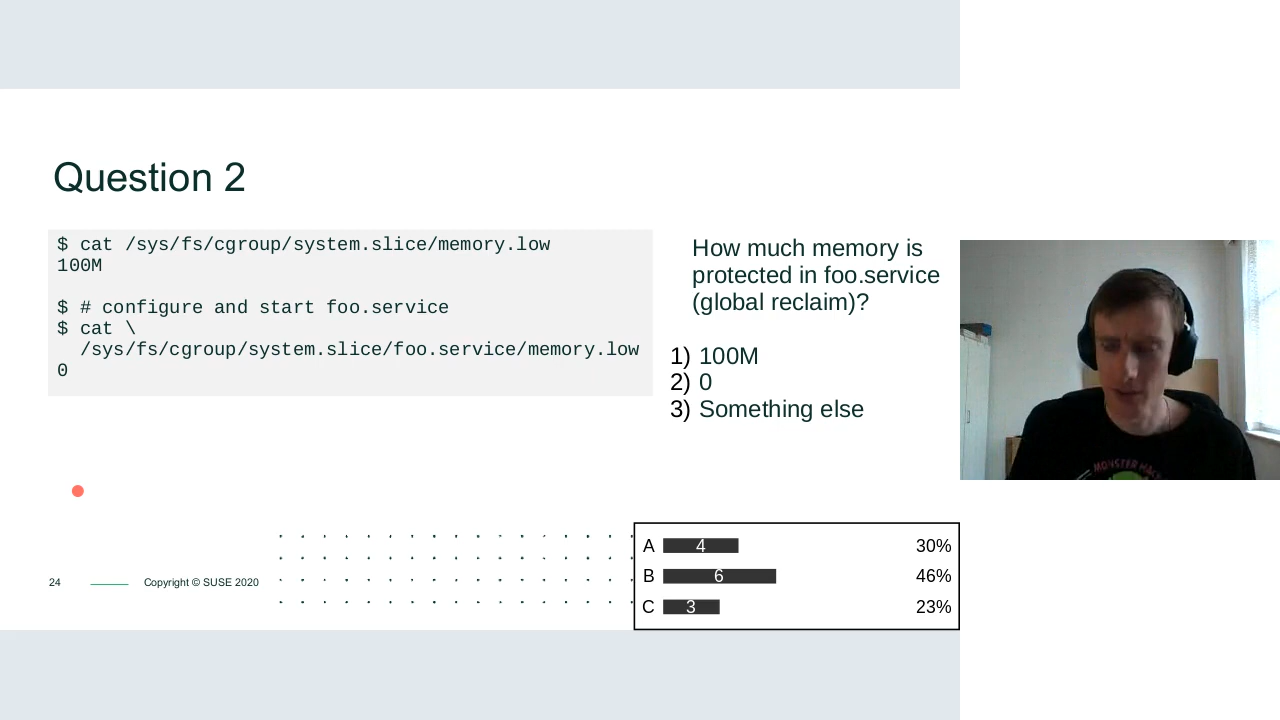 Question 2
$ cat /sys/fs/cgroup/system.slice/memory.low
100M
$ # configure and start foo.service
$ cat \
/sys/fs/cgroup/system.slice/foo.service/memory.low
0
How much memory is
protected in foo.service
(global reclaim)?
1) 100M
2) 0
3) Something else
MONSTER
A 4 30%
B 6 46%
C 3 23%
24
Copyright © SUSE 2020